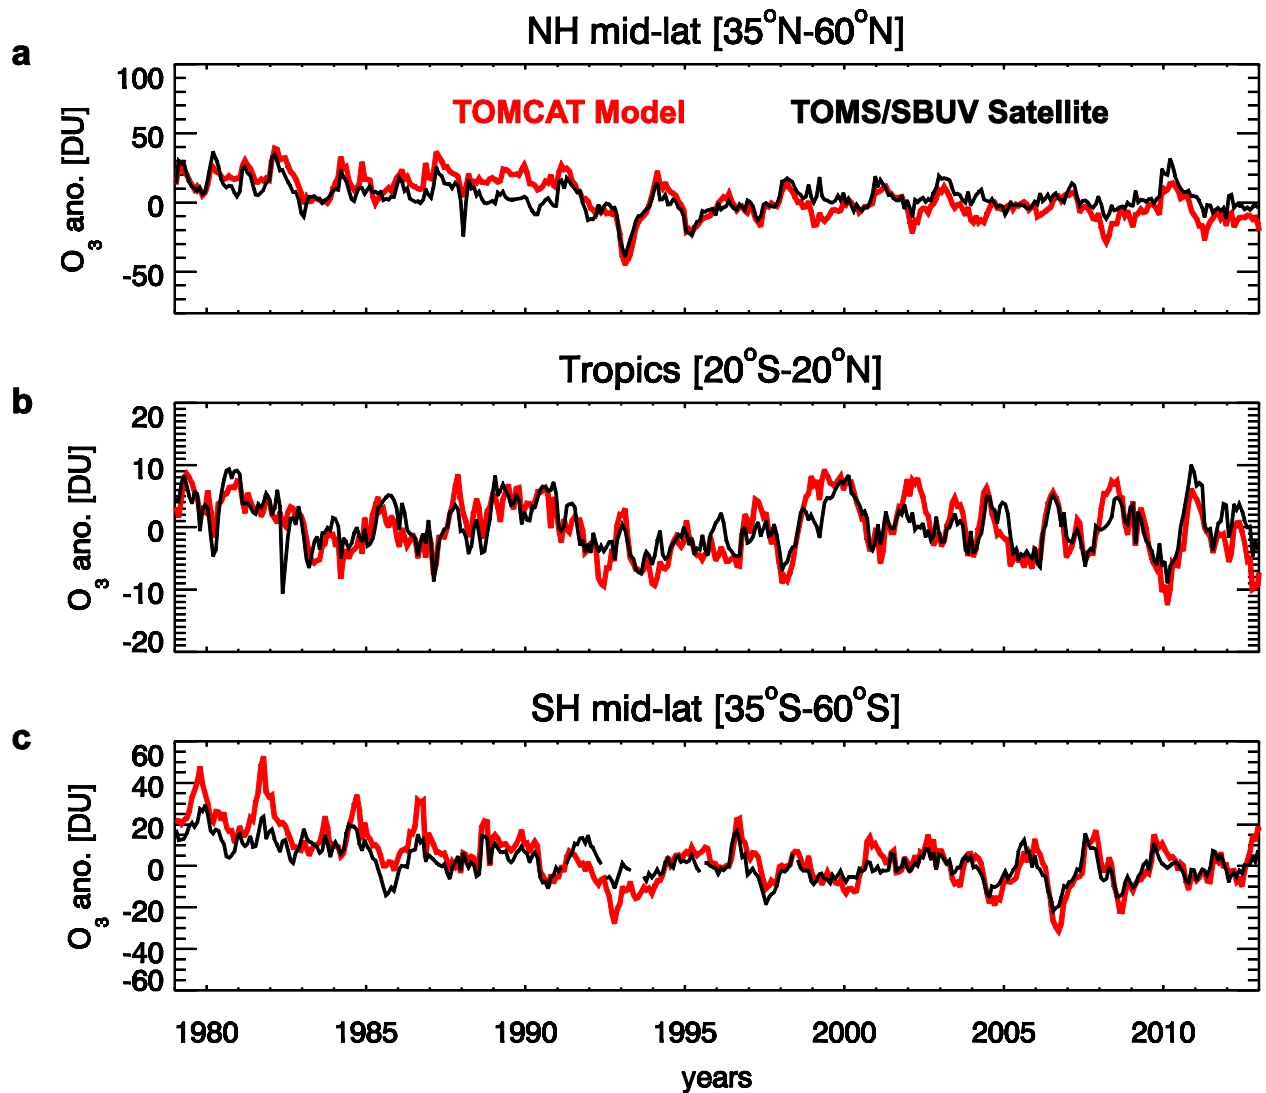 a
NH mid-lat [35°N-60°N]
O3 ano. [DU]
100
50
0
-50
TOMCAT Model
TOMS/SBUV Satellite
b
Tropics [20°S-20°N]
O3 ano. [DU]
20
10
0
-10
-20
c
SH mid-lat [35°S-60°S]
O3 ano. [DU]
60
40
20
0
-20
-40
-60
1980 1985 1990 1995 2000 2005 2010
years